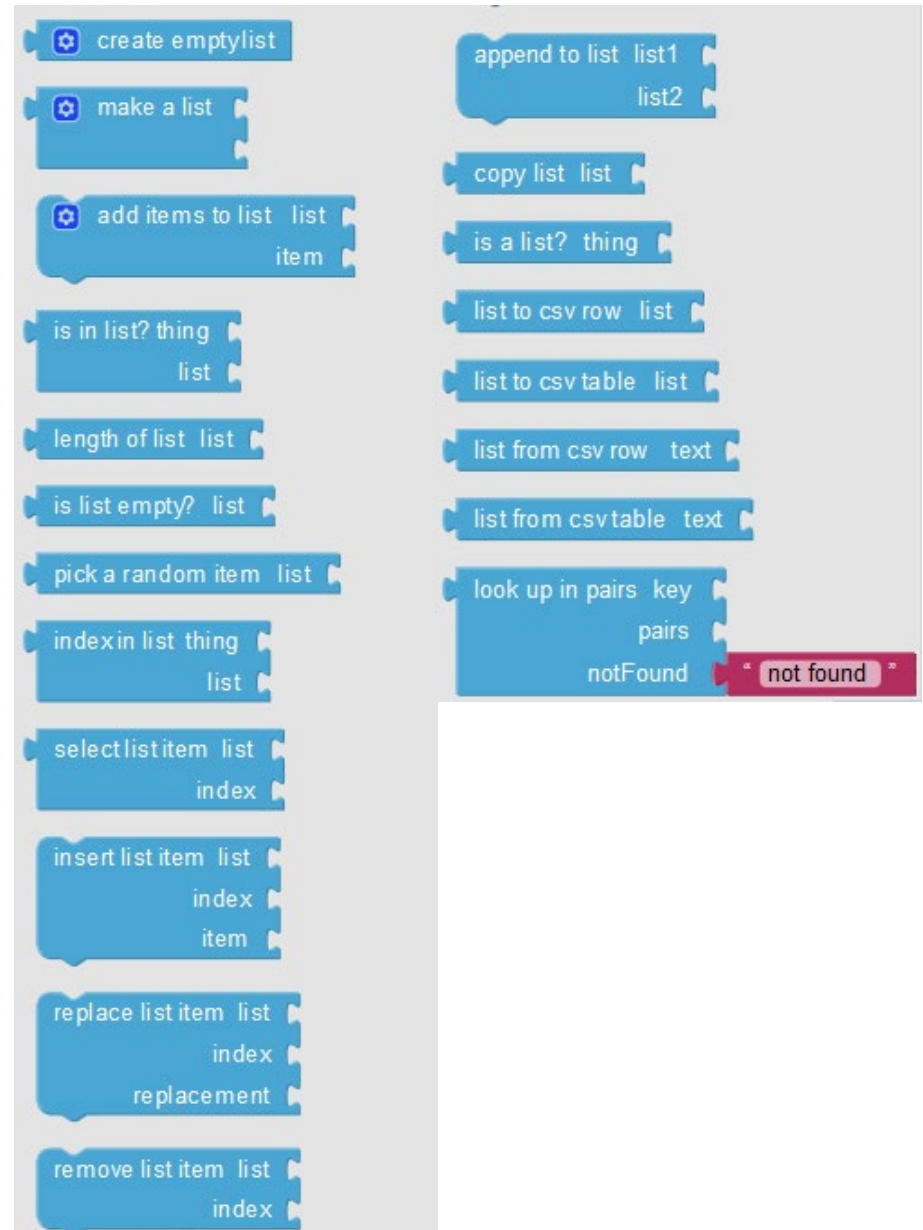 create empty list
make a list
add items to list list
item
is in list? thing
list
length of list list
is list empty? list
pick a random item list
index in list thing
list
select list item list
index
insert list item list
index
item
replace list item list
index
replacement
remove list item list
index
append to list list1
list2
copy list list
is a list? thing
list to csv row list
list to csv table list
list from csv row text
list from csv table text
look up in pairs key
pairs
notFound “ not found ”